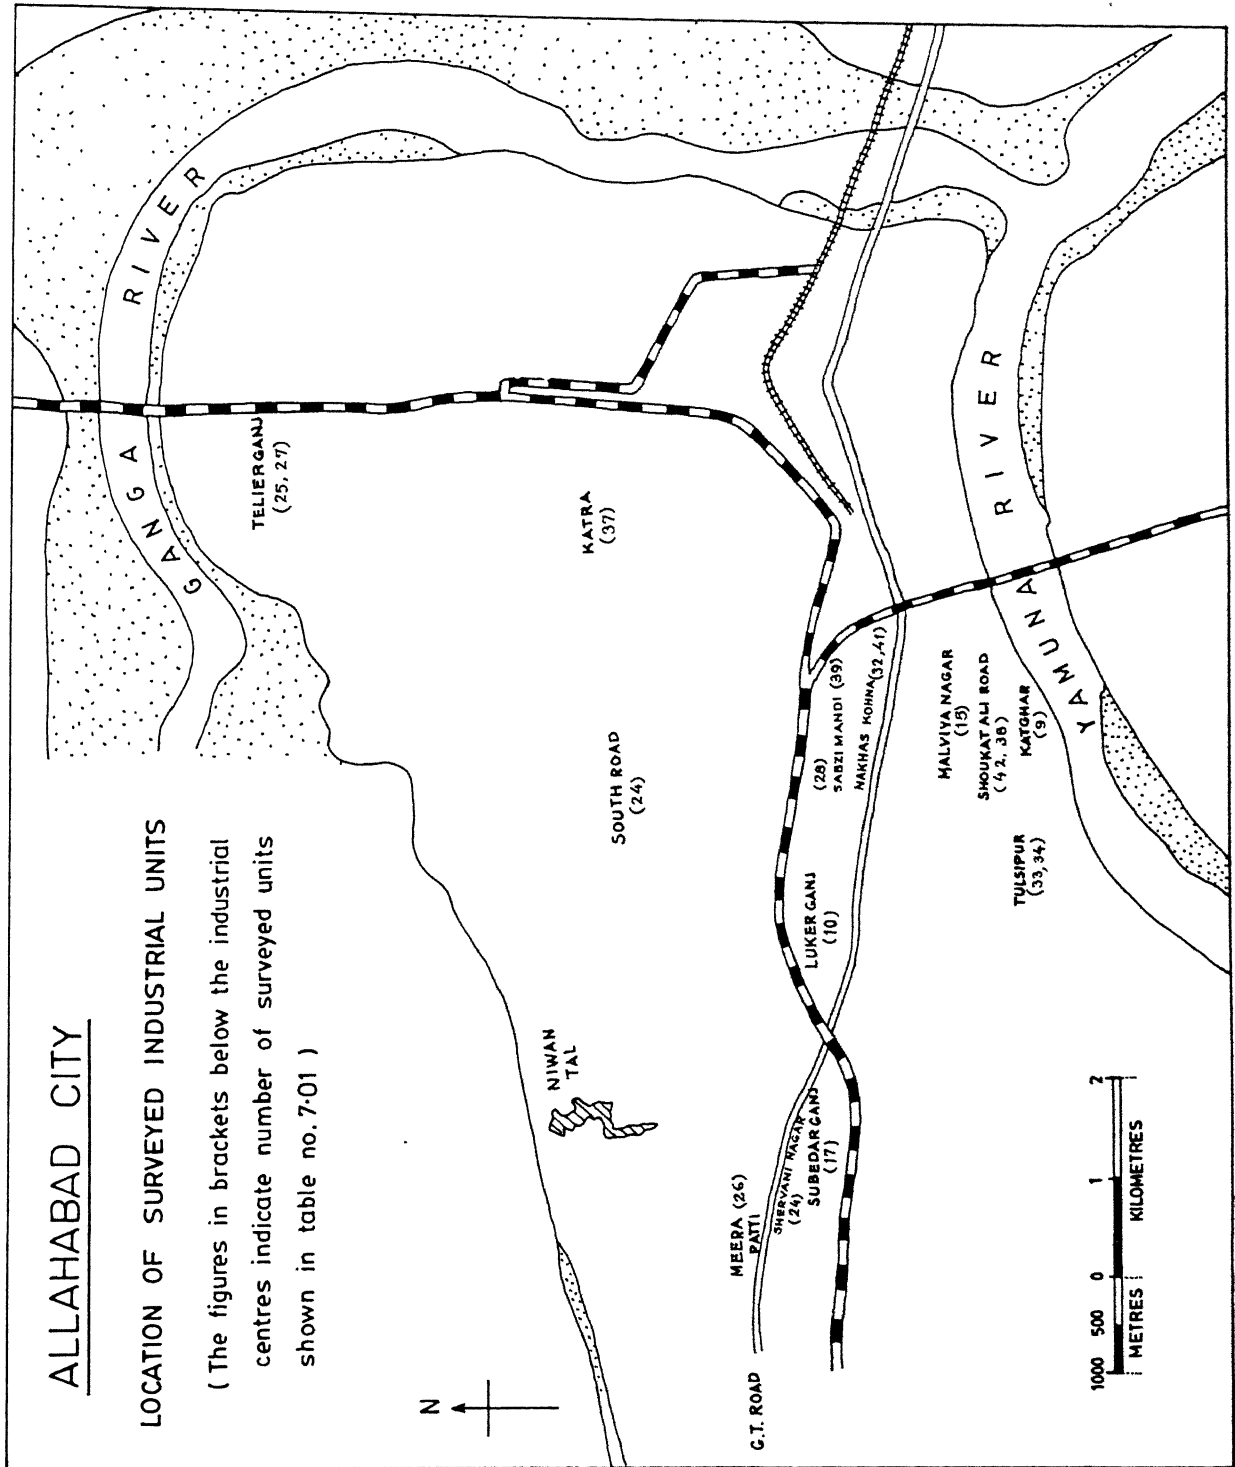 ALLAHABAD CITY
LOCATION OF SURVEYED INDUSTRIAL UNITS
(The figures in brackets below the industrial
centres indicate number of surveyed units
shown in table no. 7·01)
N
GANGA RIVER
TELIERGANJ
(25, 27)
KATRA
(37)
SOUTH ROAD
(24)
NIWAN
TAL
MEERA (26)
PATTI
SHERVANI NAGAR
(24)
SUBEDARGANJ
(17)
LUKER GANJ
(10)
(28)
SABZI MANDI (39)
NAKHAS KOHNA (32, 41)
MALVIYA NAGAR
(15)
SHOUKAT ALI ROAD
(42, 38)
KATGHAR
(9)
TULSIPUR
(33, 34)
YAMUNA RIVER
G.T. ROAD
1000 500 0 1 2
METRES KILOMETRES